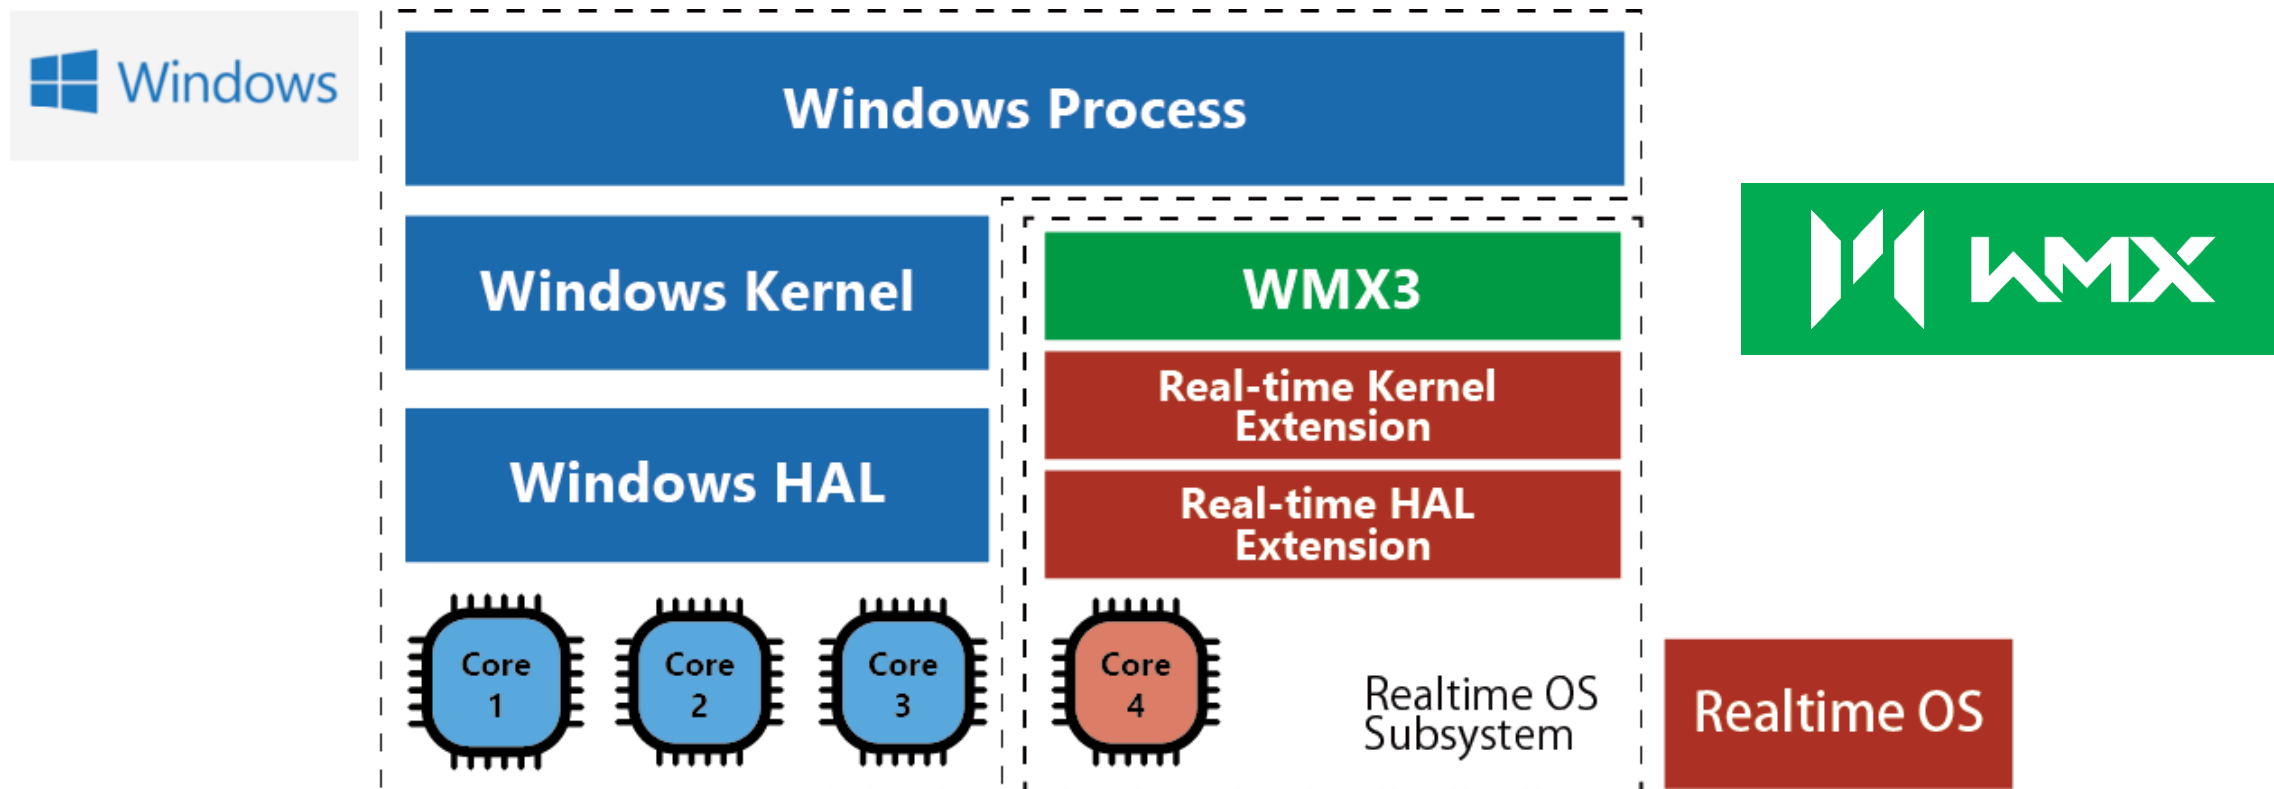 Windows
Windows Process
Windows Kernel
WMX3
WMX
Real-time Kernel
Extension
Windows HAL
Real-time HAL
Extension
Core
1
Core
2
Core
3
Core
4
Realtime OS
Subsystem
Realtime OS